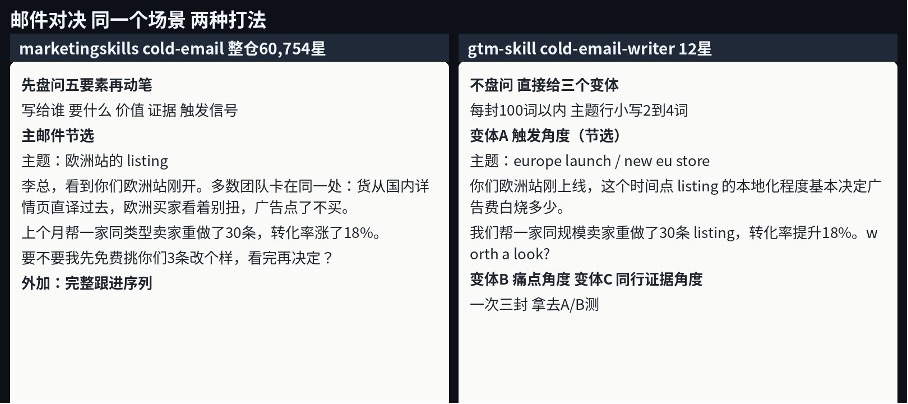 邮件对决 同一个场景 两种打法
marketingskills cold-email 整仓60,754星
先盘问五要素再动笔
写给谁 要什么 价值 证据 触发信号
主邮件节选
主题：欧洲站的 listing
李总，看到你们欧洲站刚开。多数团队卡在同一处：货从国内详
情页直译过去，欧洲买家看着别扭，广告点了不买。
上个月帮一家同类型卖家重做了30条，转化率涨了18%。
要不要我先免费挑你们3条改个样，看完再决定？
外加：完整跟进序列
gtm-skill cold-email-writer 12星
不盘问 直接给三个变体
每封100词以内 主题行小写2到4词
变体A 触发角度（节选）
主题：europe launch / new eu store
你们欧洲站刚上线，这个时间点 listing 的本地化程度基本决定广
告费白烧多少。
我们帮一家同规模卖家重做了30条 listing，转化率提升18%。w
orth a look?
变体B 痛点角度 变体C 同行证据角度
一次三封 拿去A/B测